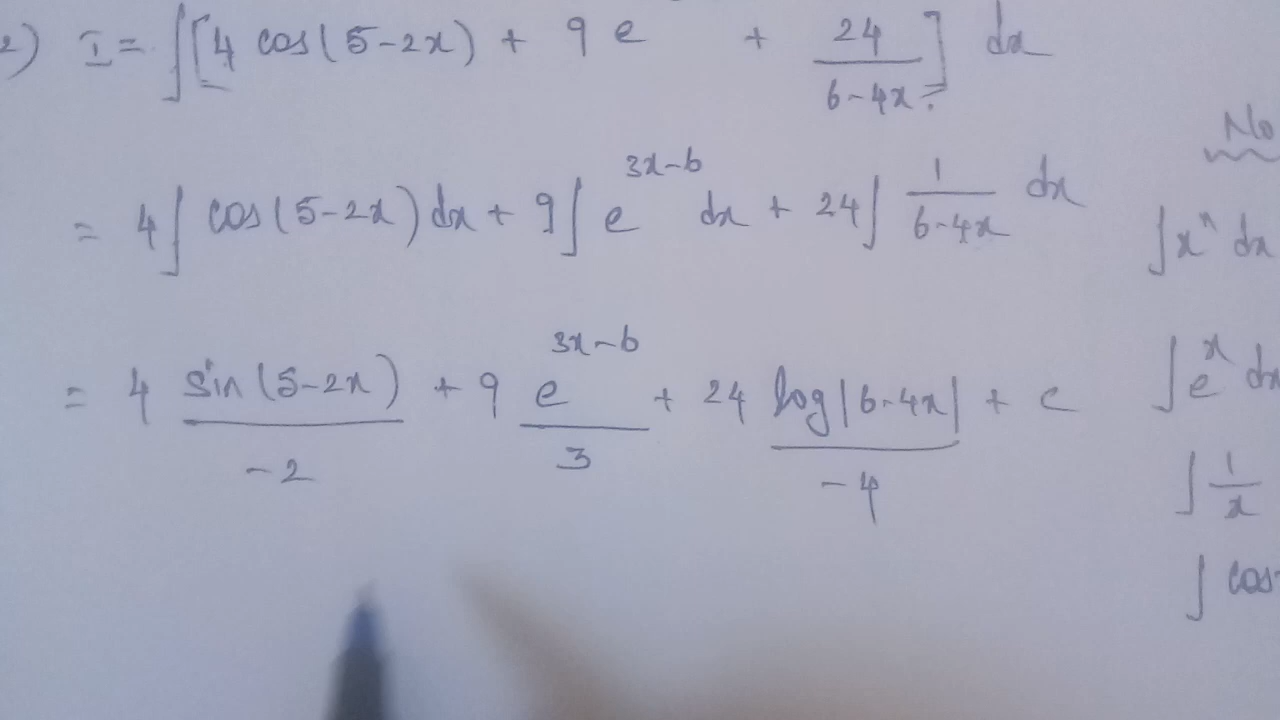 2) I = ∫[4 cos(5-2x) + 9 e + 24/(6-4x)] dx
No
= 4∫ cos(5-2x) dx + 9∫ e^(3x-6) dx + 24∫ 1/(6-4x) dx
∫x^n dx
= 4 sin(5-2x)/-2 + 9 e^(3x-6)/3 + 24 log|6-4x|/-4 + c
∫e^x dx
∫ 1/x
∫ cos